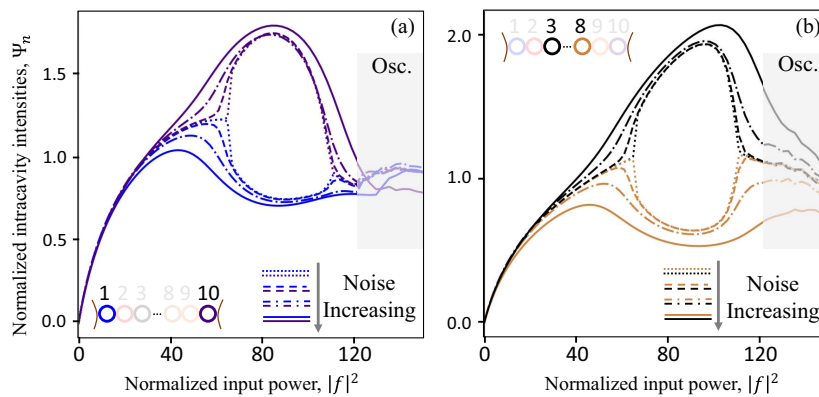 (a)
Osc.
1.5
1.0
0.5
0.0
Normalized intracavity intensities, Ψn
1 2 3 ... 8 9 10
Noise
Increasing
0 40 80 120
Normalized input power, |f|²
(b)
1 2 3 ... 8 9 10
Osc.
2.0
1.0
0.0
Noise
Increasing
0 40 80 120
Normalized input power, |f|²